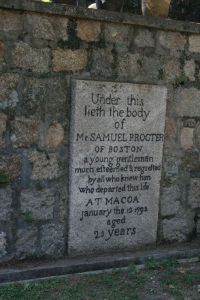 Under this
lieth the body
of
Mr SAMUEL PROCTER
OF BOSTON
a young gentleman
much esteemed & regretted
by all who knew him
who departed this life
AT MACOA
january the 12 1792
aged
21 years